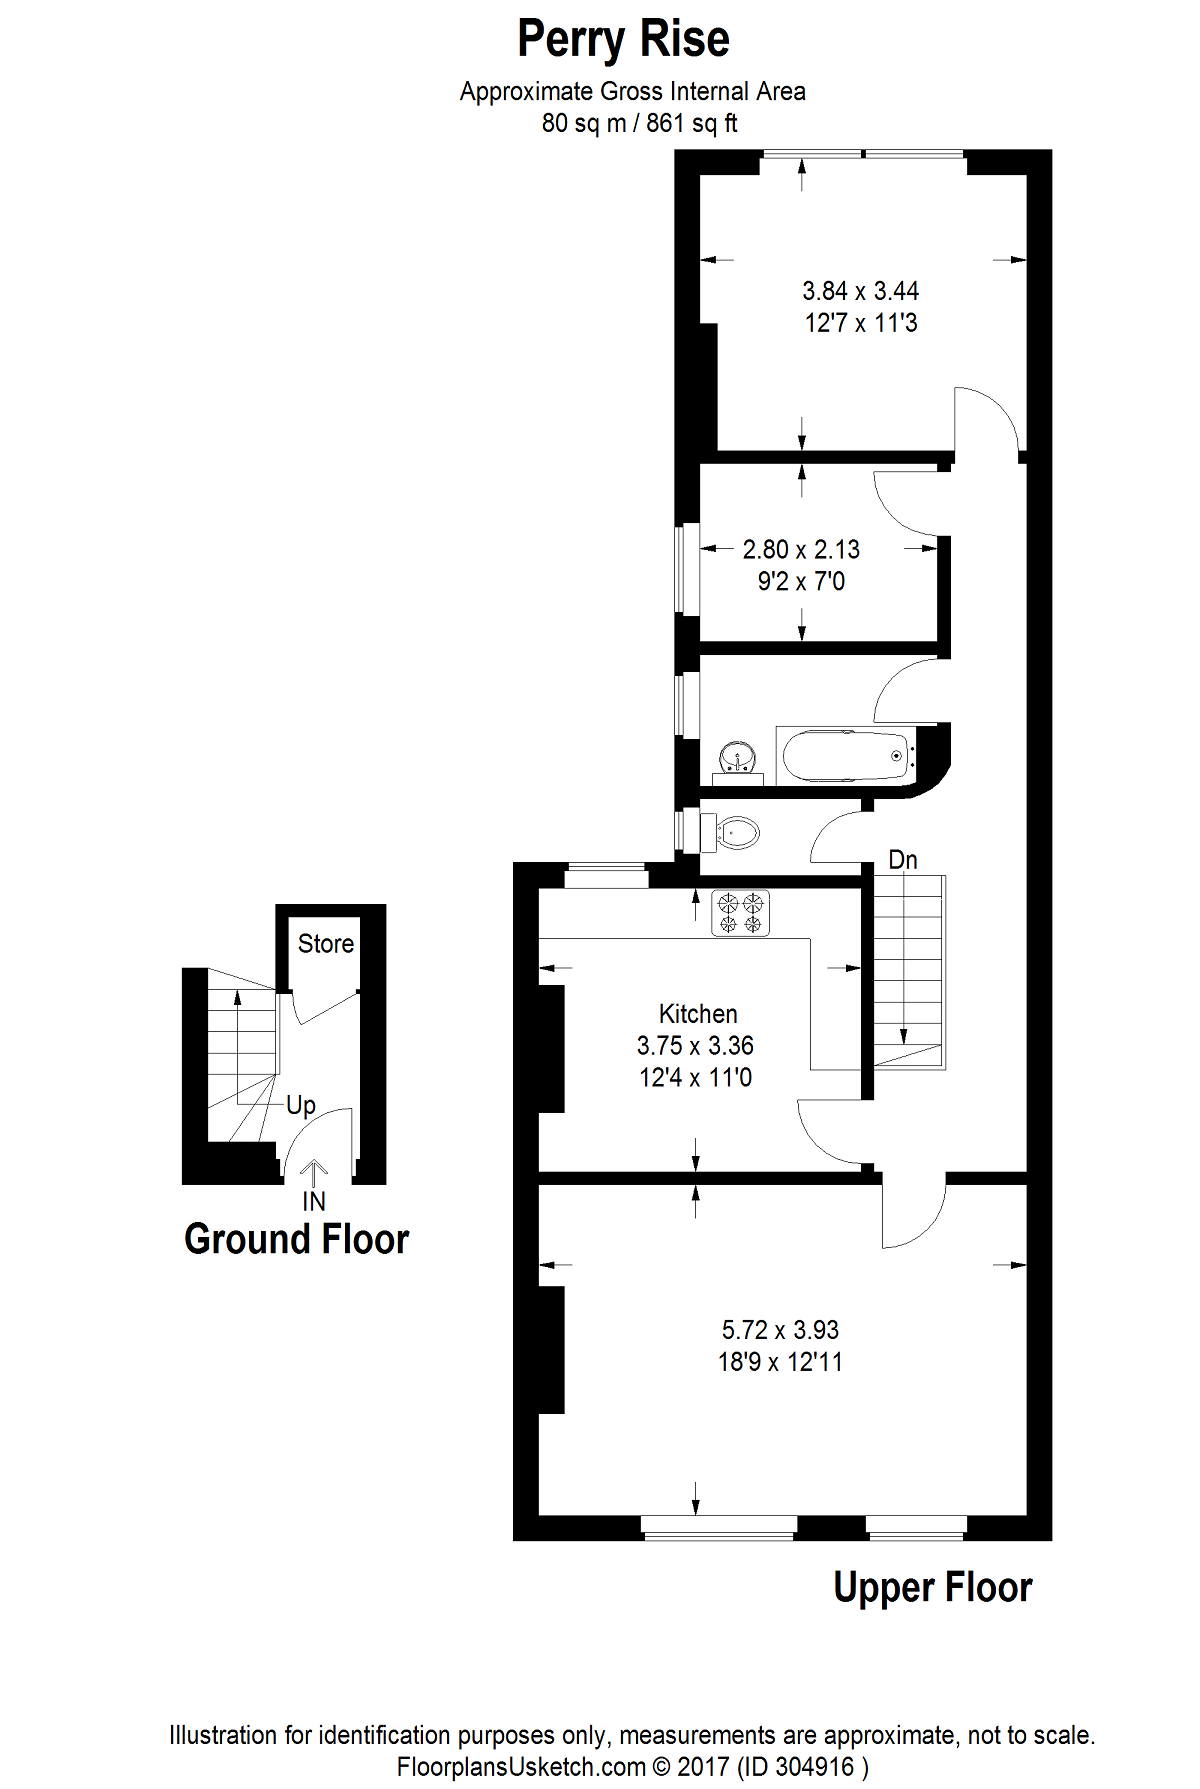 Perry Rise
Approximate Gross Internal Area
80 sq m / 861 sq ft
3.84 x 3.44
12'7 x 11'3
2.80 x 2.13
9'2 x 7'0
Dn
Store
Kitchen
3.75 x 3.36
12'4 x 11'0
Up
IN
Ground Floor
5.72 x 3.93
18'9 x 12'11
Upper Floor
Illustration for identification purposes only, measurements are approximate, not to scale.
FloorplansUsketch.com © 2017 (ID 304916 )